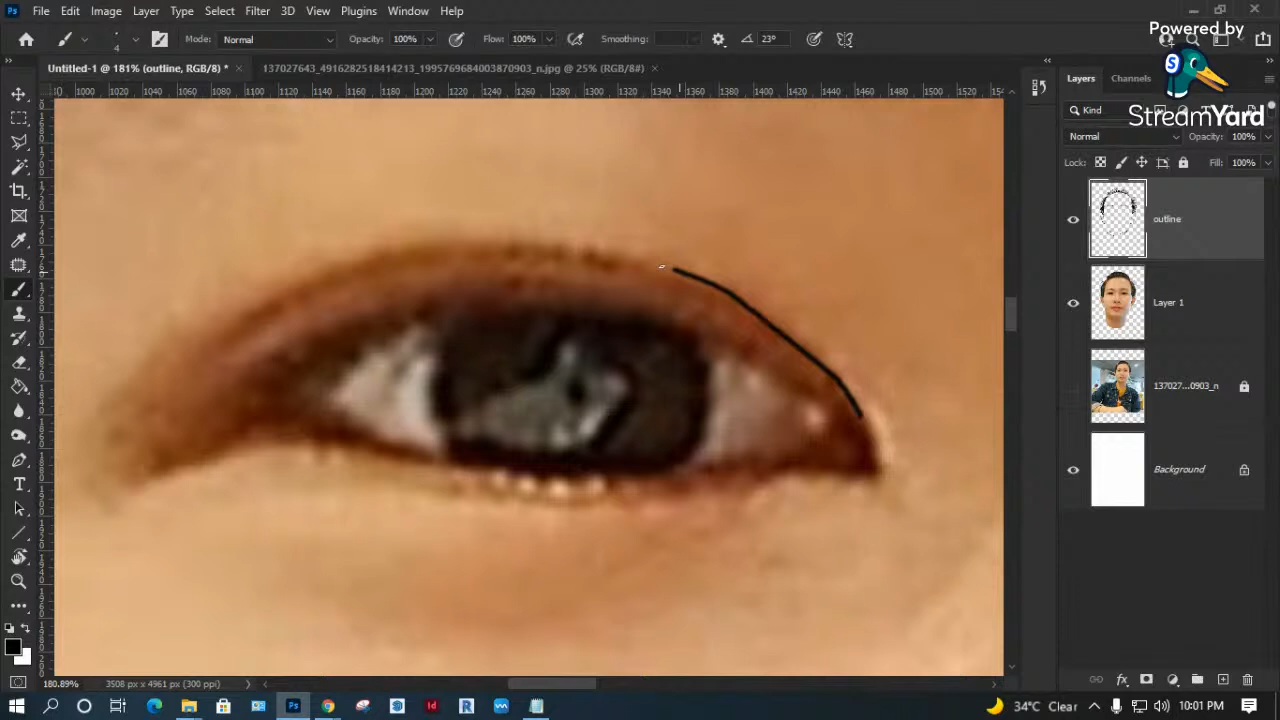 Ps File Edit Image Layer Type Select Filter 3D View Plugins Window Help
Powered by
StreamYard
4 Mode: Normal Opacity: 100% Flow: 100% Smoothing: 23°
Untitled-1 @ 181% (outline, RGB/8) * × 137027643_4916282518414213_1995769684003870903_n.jpg @ 25% (RGB/8#) ×
1000 1020 1040 1060 1080 1100 1120 1140 1160 1180 1200 1220 1240 1260 1280 1300 1320 1340 1360 1380 1400 1420 1440 1460 1480 1500 1520
Layers Channels
Kind
Normal Opacity: 100%
Lock: Fill: 100%
outline
Layer 1
137027...0903_n
Background
180.89% 3508 px x 4961 px (300 ppi)
34°C Clear 10:01 PM